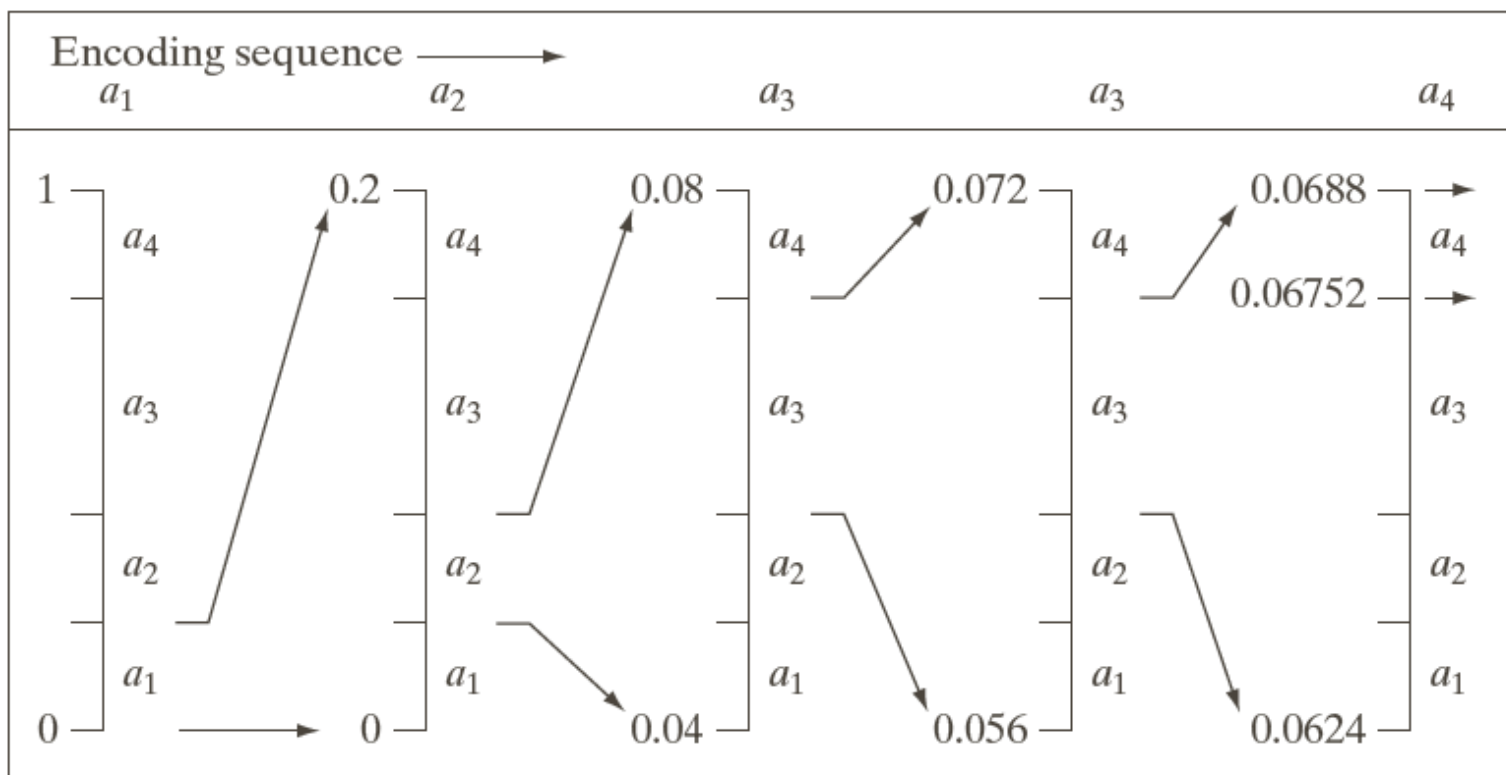 Encoding sequence
a₁ a₂ a₃ a₃ a₄
1 0.2 0.08 0.072 0.0688
a₄ a₄ a₄ a₄ a₄
0.06752
a₃ a₃ a₃ a₃ a₃
a₂ a₂ a₂ a₂ a₂
a₁ a₁ a₁ a₁ a₁
0 0 0.04 0.056 0.0624